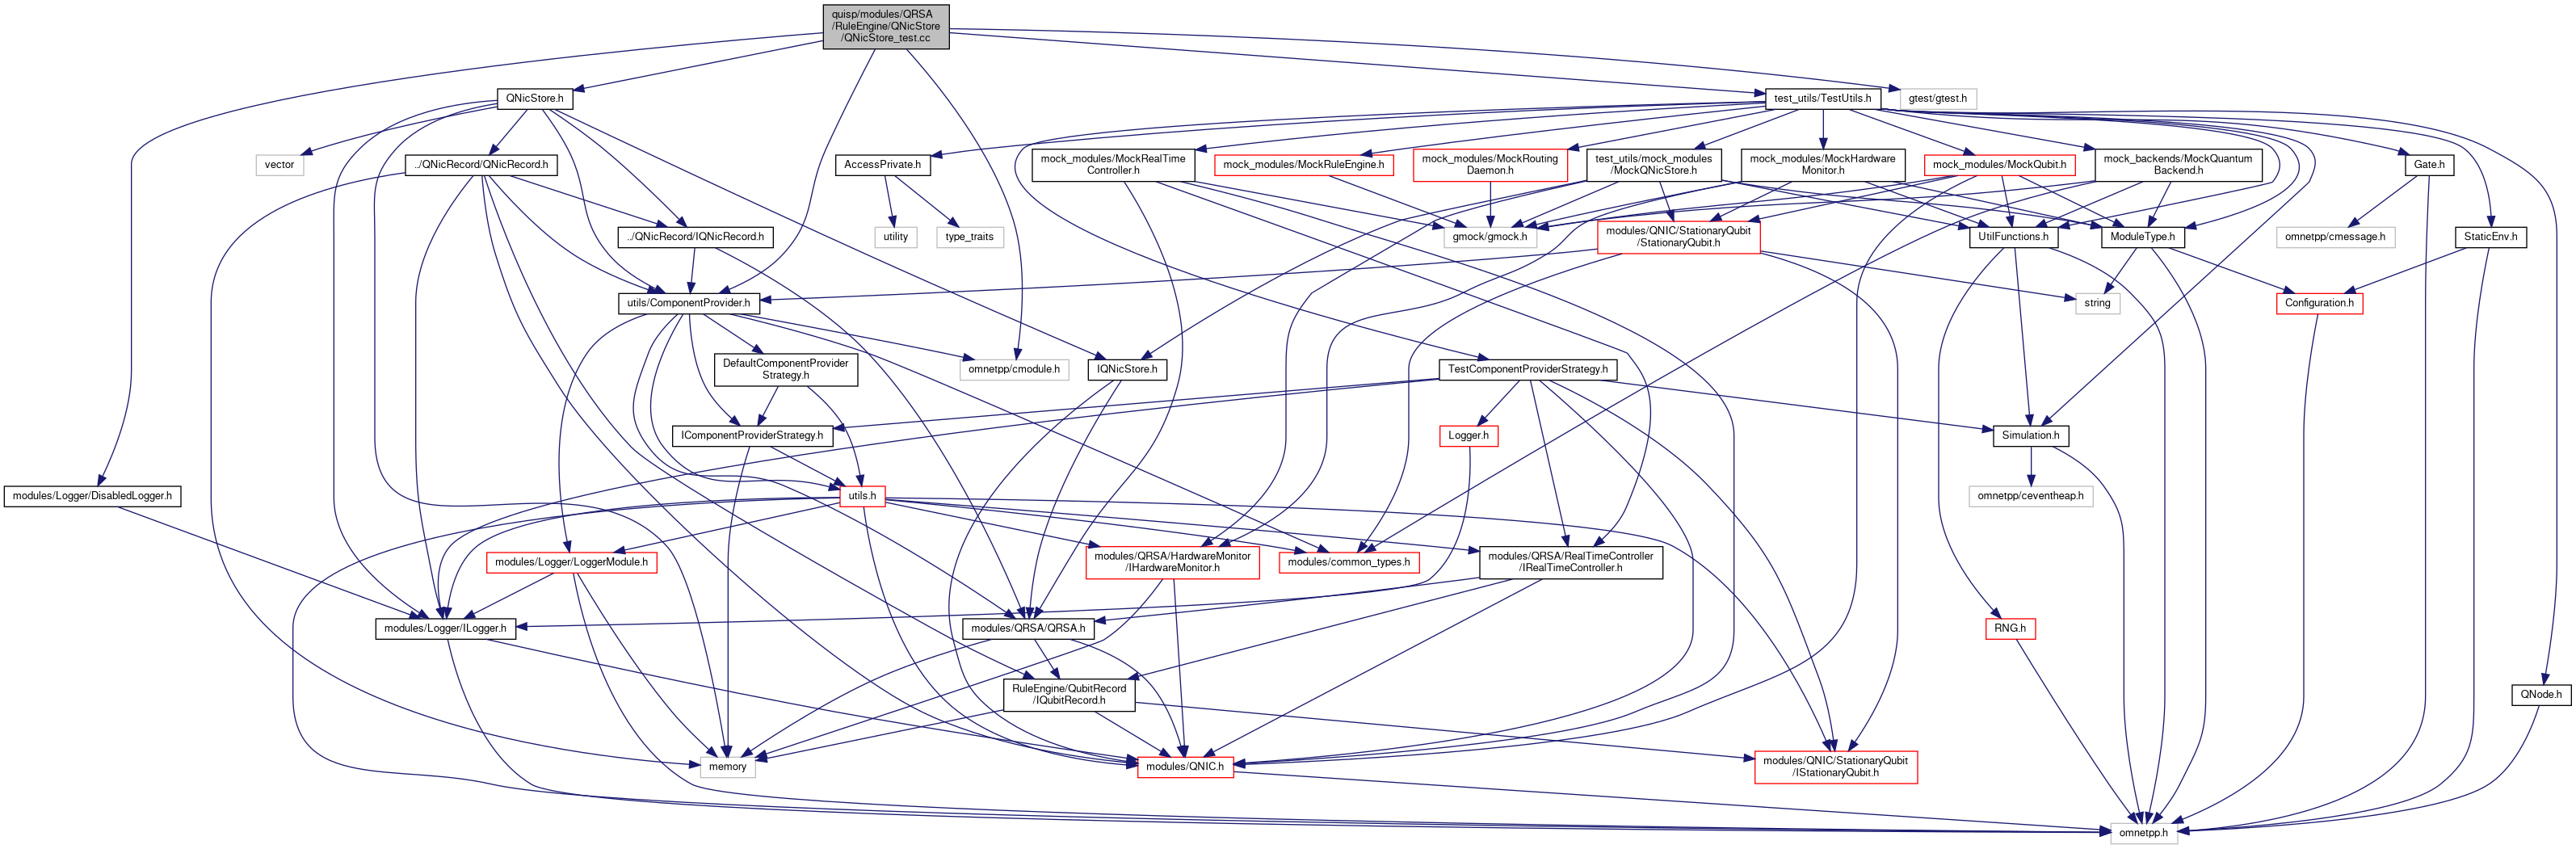 quisp/modules/QRSA
/RuleEngine/QNicStore
/QNicStore_test.cc
QNicStore.h
test_utils/TestUtils.h
gtest/gtest.h
vector
../QNicRecord/QNicRecord.h
AccessPrivate.h
mock_modules/MockRealTime
Controller.h
mock_modules/MockRuleEngine.h
mock_modules/MockRouting
Daemon.h
test_utils/mock_modules
/MockQNicStore.h
mock_modules/MockHardware
Monitor.h
mock_modules/MockQubit.h
mock_backends/MockQuantum
Backend.h
Gate.h
../QNicRecord/IQNicRecord.h
utility
type_traits
gmock/gmock.h
modules/QNIC/StationaryQubit
/StationaryQubit.h
UtilFunctions.h
ModuleType.h
omnetpp/cmessage.h
StaticEnv.h
utils/ComponentProvider.h
string
Configuration.h
DefaultComponentProvider
Strategy.h
omnetpp/cmodule.h
IQNicStore.h
TestComponentProviderStrategy.h
IComponentProviderStrategy.h
Logger.h
Simulation.h
modules/Logger/DisabledLogger.h
utils.h
omnetpp/ceventheap.h
modules/Logger/LoggerModule.h
modules/QRSA/HardwareMonitor
/IHardwareMonitor.h
modules/common_types.h
modules/QRSA/RealTimeController
/IRealTimeController.h
modules/Logger/ILogger.h
modules/QRSA/QRSA.h
RNG.h
RuleEngine/QubitRecord
/IQubitRecord.h
QNode.h
memory
modules/QNIC.h
modules/QNIC/StationaryQubit
/IStationaryQubit.h
omnetpp.h